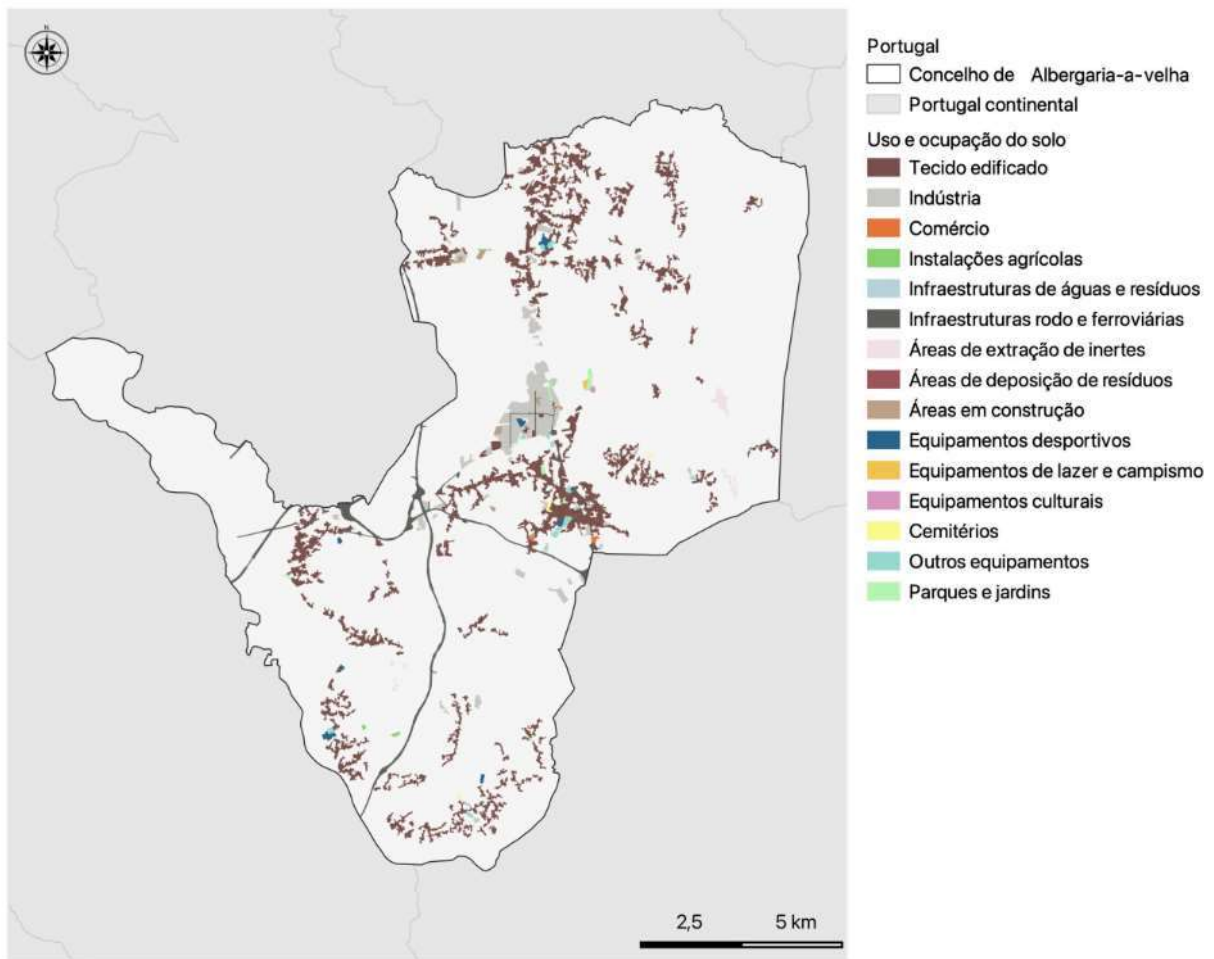 N
Portugal
Concelho de Albergaria-a-velha
Portugal continental
Uso e ocupação do solo
Tecido edificado
Indústria
Comércio
Instalações agrícolas
Infraestruturas de águas e resíduos
Infraestruturas rodo e ferroviárias
Áreas de extração de inertes
Áreas de deposição de resíduos
Áreas em construção
Equipamentos desportivos
Equipamentos de lazer e campismo
Equipamentos culturais
Cemitérios
Outros equipamentos
Parques e jardins
2,5 5 km